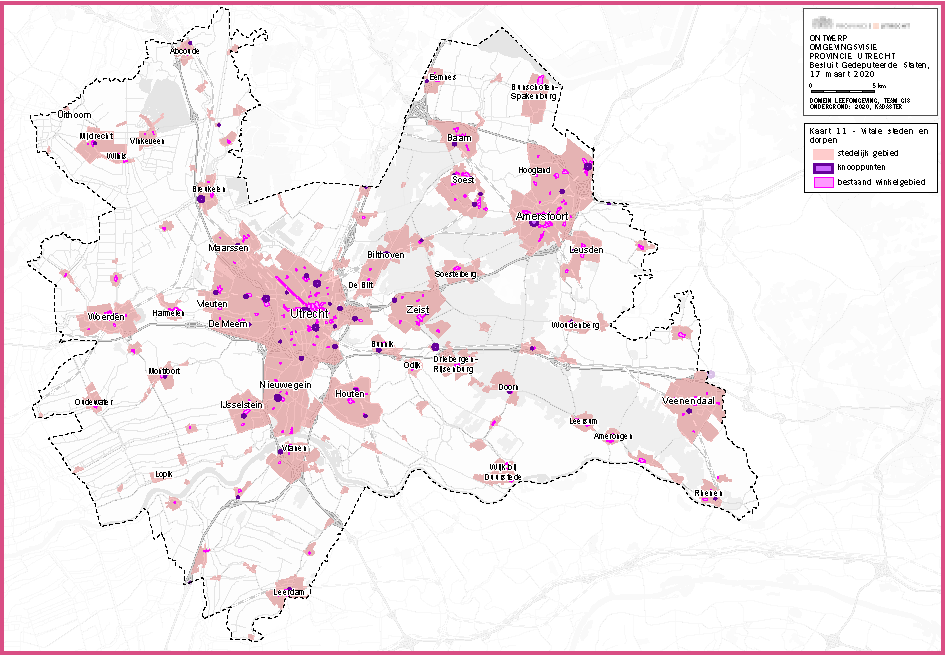 ONTWERP
OMGEVINGSVISIE
PROVINCIE UTRECHT
Besluit Gedeputeerde Staten,
17 maart 2020
0 5 km
DOMEIN LEEFOMGEVING, TEAM GIS
ONDERGROND: 2020, KADASTER
Kaart 11 - Vitale steden en
dorpen
stedelijk gebied
knooppunten
bestaand winkelgebied
Abcoude
Eemnes
Bunschoten-
Spakenburg
Uithoorn
Mijdrecht
Vinkeveen
Wilnis
Baarn
Hoogland
Soest
Breukelen
Amersfoort
Maarssen
Leusden
Bilthoven
Soesterberg
De Bilt
Vleuten
Harmelen
Woerden
Utrecht
Zeist
De Meern
Woudenberg
Bunnik
Driebergen-
Rijsenburg
Odijk
Montfoort
Nieuwegein
Doorn
Houten
Oudewater
IJsselstein
Veenendaal
Leersum
Amerongen
Vianen
Lopik
Wijk bij
Duurstede
Rhenen
Leerdam